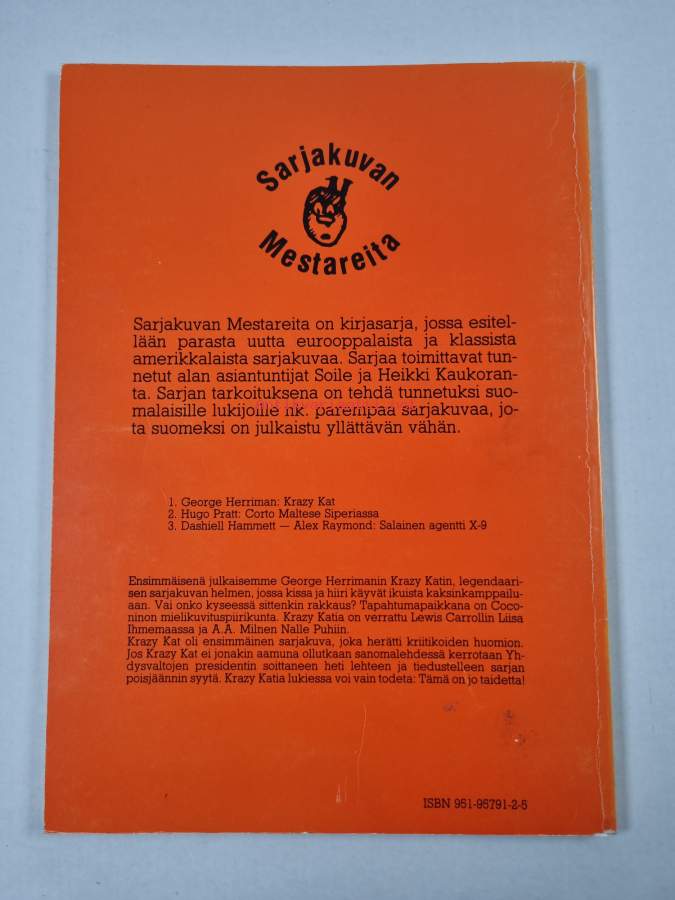 Sarjakuvan
Mestareita
Sarjakuvan Mestareita on kirjasarja, jossa esitel-
lään parasta uutta eurooppalaista ja klassista
amerikkalaista sarjakuvaa. Sarjaa toimittavat tun-
netut alan asiantuntijat Soile ja Heikki Kaukoran-
ta. Sarjan tarkoituksena on tehdä tunnetuksi suo-
malaisille lukijoille nk. parempaa sarjakuvaa, jo-
ta suomeksi on julkaistu yllättävän vähän.
1. George Herriman: Krazy Kat
2. Hugo Pratt: Corto Maltese Siperiassa
3. Dashiell Hammett — Alex Raymond: Salainen agentti X-9
Ensimmäisenä julkaisemme George Herrimanin Krazy Katin, legendaari-
sen sarjakuvan helmen, jossa kissa ja hiiri käyvät ikuista kaksinkamppailu-
aan. Vai onko kyseessä sittenkin rakkaus? Tapahtumapaikkana on Coco-
ninon mielikuvituspiirikunta. Krazy Katia on verrattu Lewis Carrollin Liisa
Ihmemaassa ja A.A. Milnen Nalle Puhiin.
Krazy Kat oli ensimmäinen sarjakuva, joka herätti kriitikoiden huomion.
Jos Krazy Kat ei jonakin aamuna ollutkaan sanomalehdessä kerrotaan Yh-
dysvaltojen presidentin soittaneen heti lehteen ja tiedustelleen sarjan
poisjäännin syytä. Krazy Katia lukiessa voi vain todeta: Tämä on jo taidetta!
ISBN 951-95791-2-5